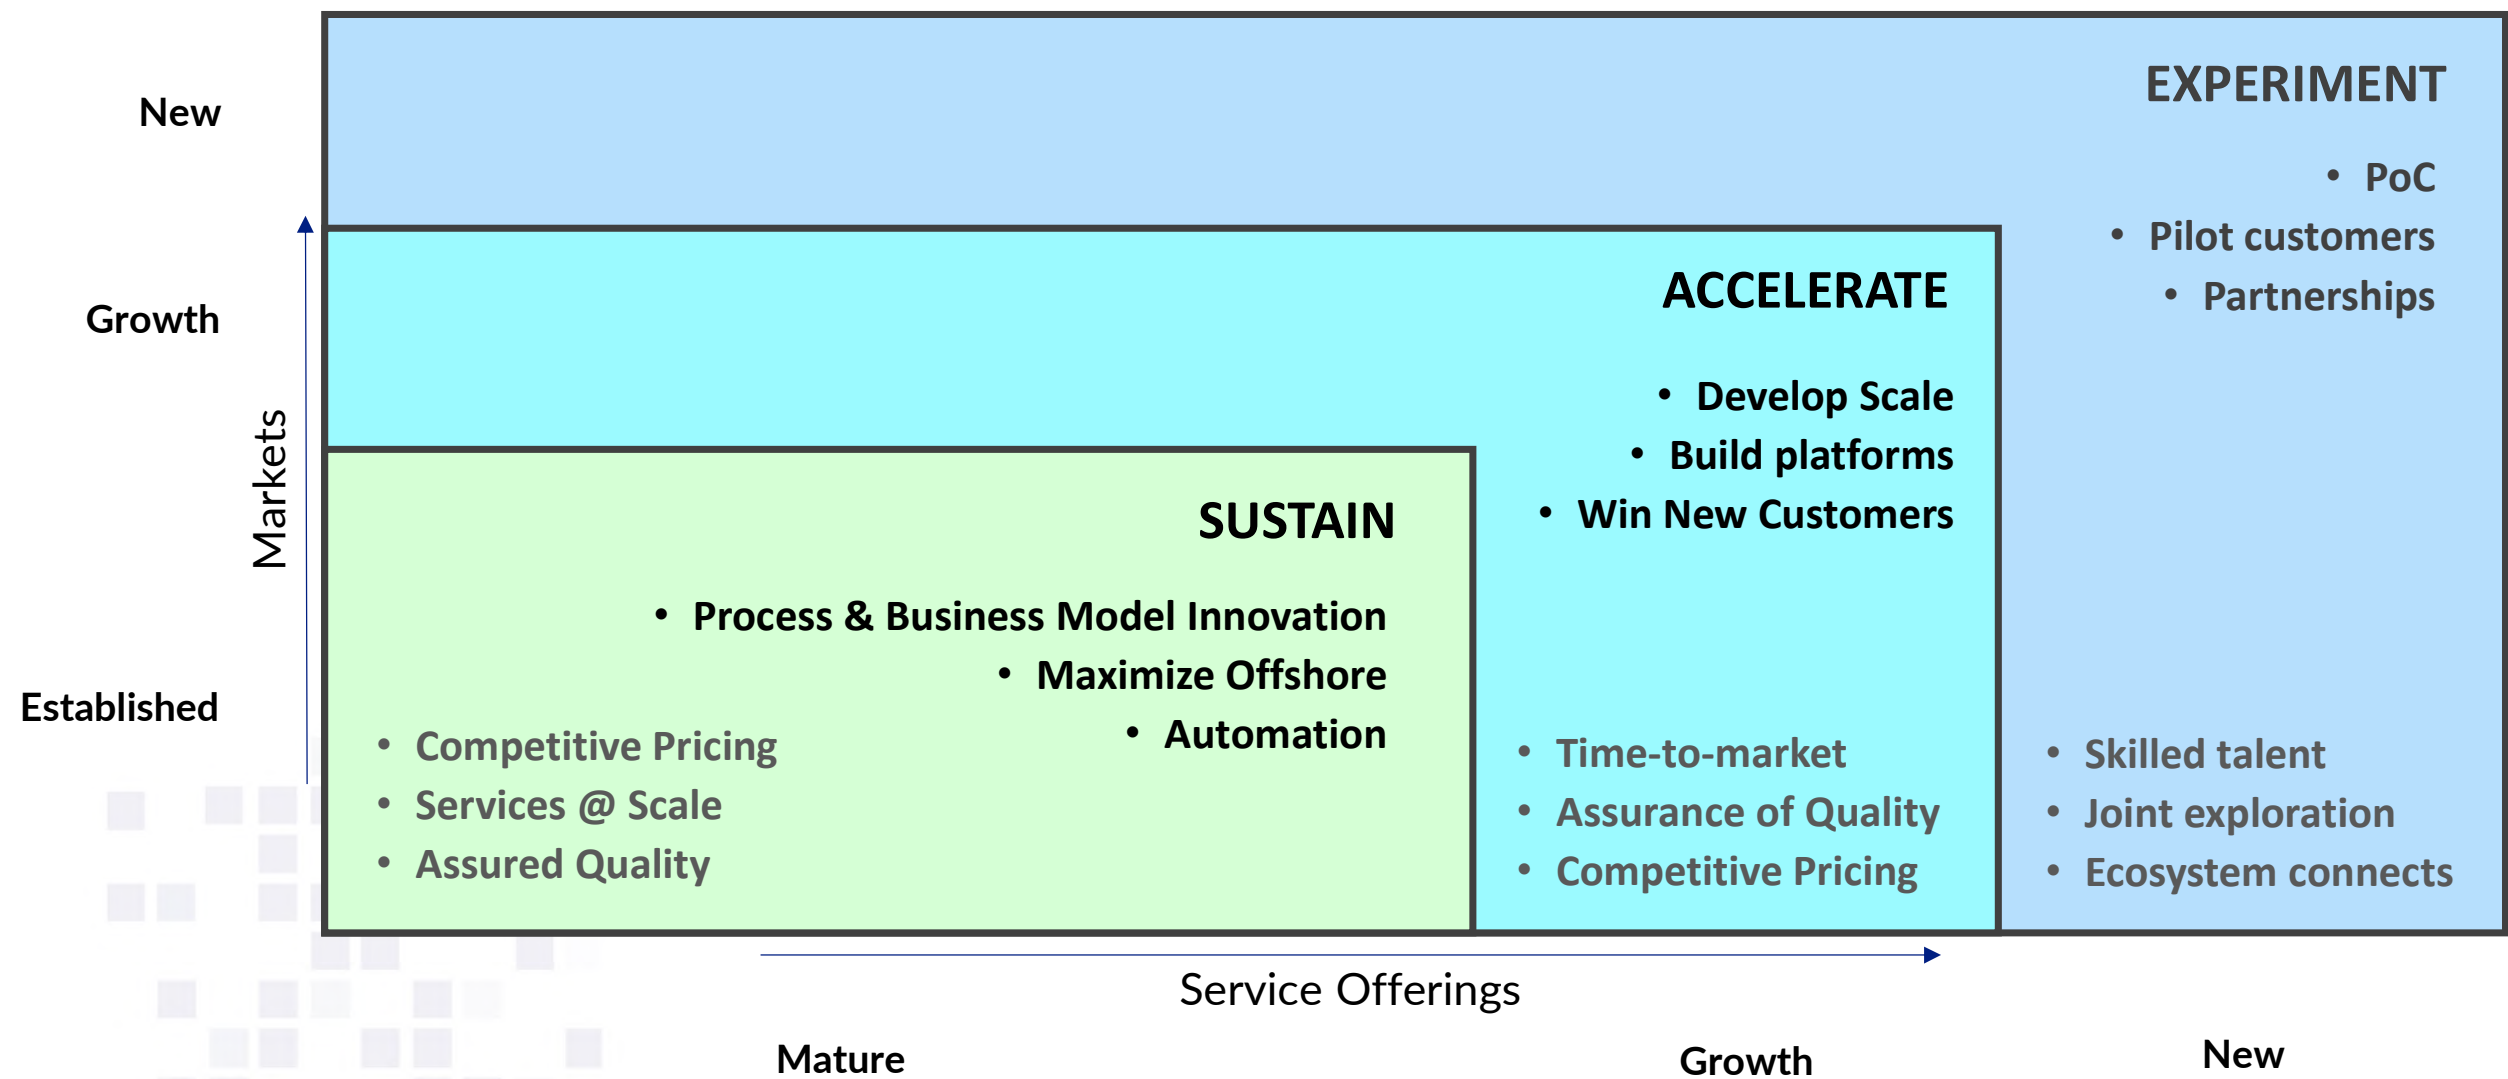 New
EXPERIMENT
• PoC
• Pilot customers
• Partnerships
Growth
ACCELERATE
• Develop Scale
• Build platforms
• Win New Customers
Markets
SUSTAIN
• Process & Business Model Innovation
• Maximize Offshore
• Automation
Established
• Competitive Pricing
• Services @ Scale
• Assured Quality
• Time-to-market
• Assurance of Quality
• Competitive Pricing
• Skilled talent
• Joint exploration
• Ecosystem connects
Service Offerings
Mature
Growth
New